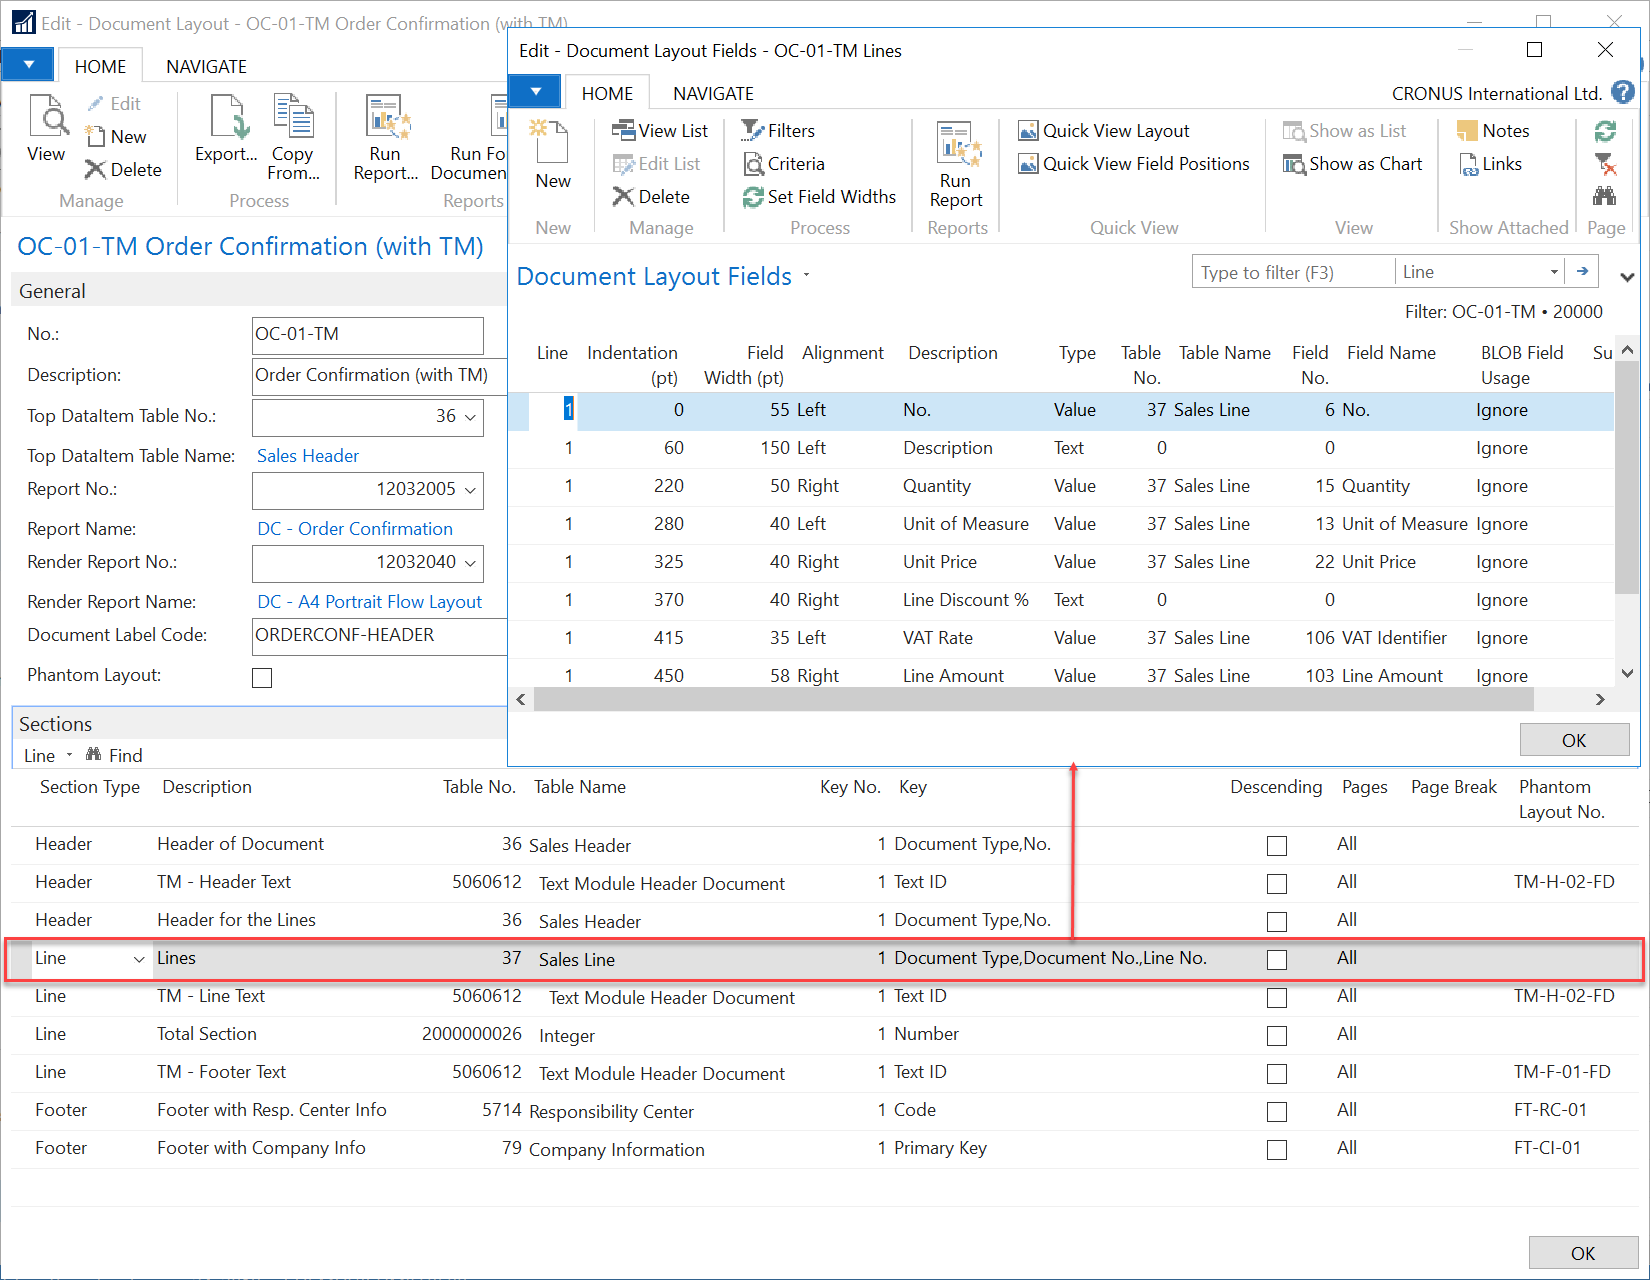 Edit - Document Layout - OC-01-TM Order Confirmation (with TM)
HOME NAVIGATE
View
Edit
New
Delete
Manage
Export...
Copy From...
Process
Run Report...
Run Fo
Documen
Reports
OC-01-TM Order Confirmation (with TM)
General
No.: OC-01-TM
Description: Order Confirmation (with TM)
Top DataItem Table No.: 36
Top DataItem Table Name: Sales Header
Report No.: 12032005
Report Name: DC - Order Confirmation
Render Report No.: 12032040
Render Report Name: DC - A4 Portrait Flow Layout
Document Label Code: ORDERCONF-HEADER
Phantom Layout:
Edit - Document Layout Fields - OC-01-TM Lines
HOME NAVIGATE
CRONUS International Ltd. ?
New
New
View List
Edit List
Delete
Manage
Filters
Criteria
Set Field Widths
Process
Run Report
Reports
Quick View Layout
Quick View Field Positions
Quick View
Show as List
Show as Chart
View
Notes
Links
Show Attached
Page
Document Layout Fields
Type to filter (F3) Line
Filter: OC-01-TM • 20000
Line Indentation (pt) Field Width (pt) Alignment Description Type Table No. Table Name Field No. Field Name BLOB Field Usage Su
1 0 55 Left No. Value 37 Sales Line 6 No. Ignore
1 60 150 Left Description Text 0 0 Ignore
1 220 50 Right Quantity Value 37 Sales Line 15 Quantity Ignore
1 280 40 Left Unit of Measure Value 37 Sales Line 13 Unit of Measure Ignore
1 325 40 Right Unit Price Value 37 Sales Line 22 Unit Price Ignore
1 370 40 Right Line Discount % Text 0 0 Ignore
1 415 35 Left VAT Rate Value 37 Sales Line 106 VAT Identifier Ignore
1 450 58 Right Line Amount Value 37 Sales Line 103 Line Amount Ignore
OK
Sections
Line Find
Section Type Description Table No. Table Name Key No. Key Descending Pages Page Break Phantom Layout No.
Header Header of Document 36 Sales Header 1 Document Type,No. All
Header TM - Header Text 5060612 Text Module Header Document 1 Text ID All TM-H-02-FD
Header Header for the Lines 36 Sales Header 1 Document Type,No. All
Line Lines 37 Sales Line 1 Document Type,Document No.,Line No. All
Line TM - Line Text 5060612 Text Module Header Document 1 Text ID All TM-H-02-FD
Line Total Section 2000000026 Integer 1 Number All
Line TM - Footer Text 5060612 Text Module Header Document 1 Text ID All TM-F-01-FD
Footer Footer with Resp. Center Info 5714 Responsibility Center 1 Code All FT-RC-01
Footer Footer with Company Info 79 Company Information 1 Primary Key All FT-CI-01
OK